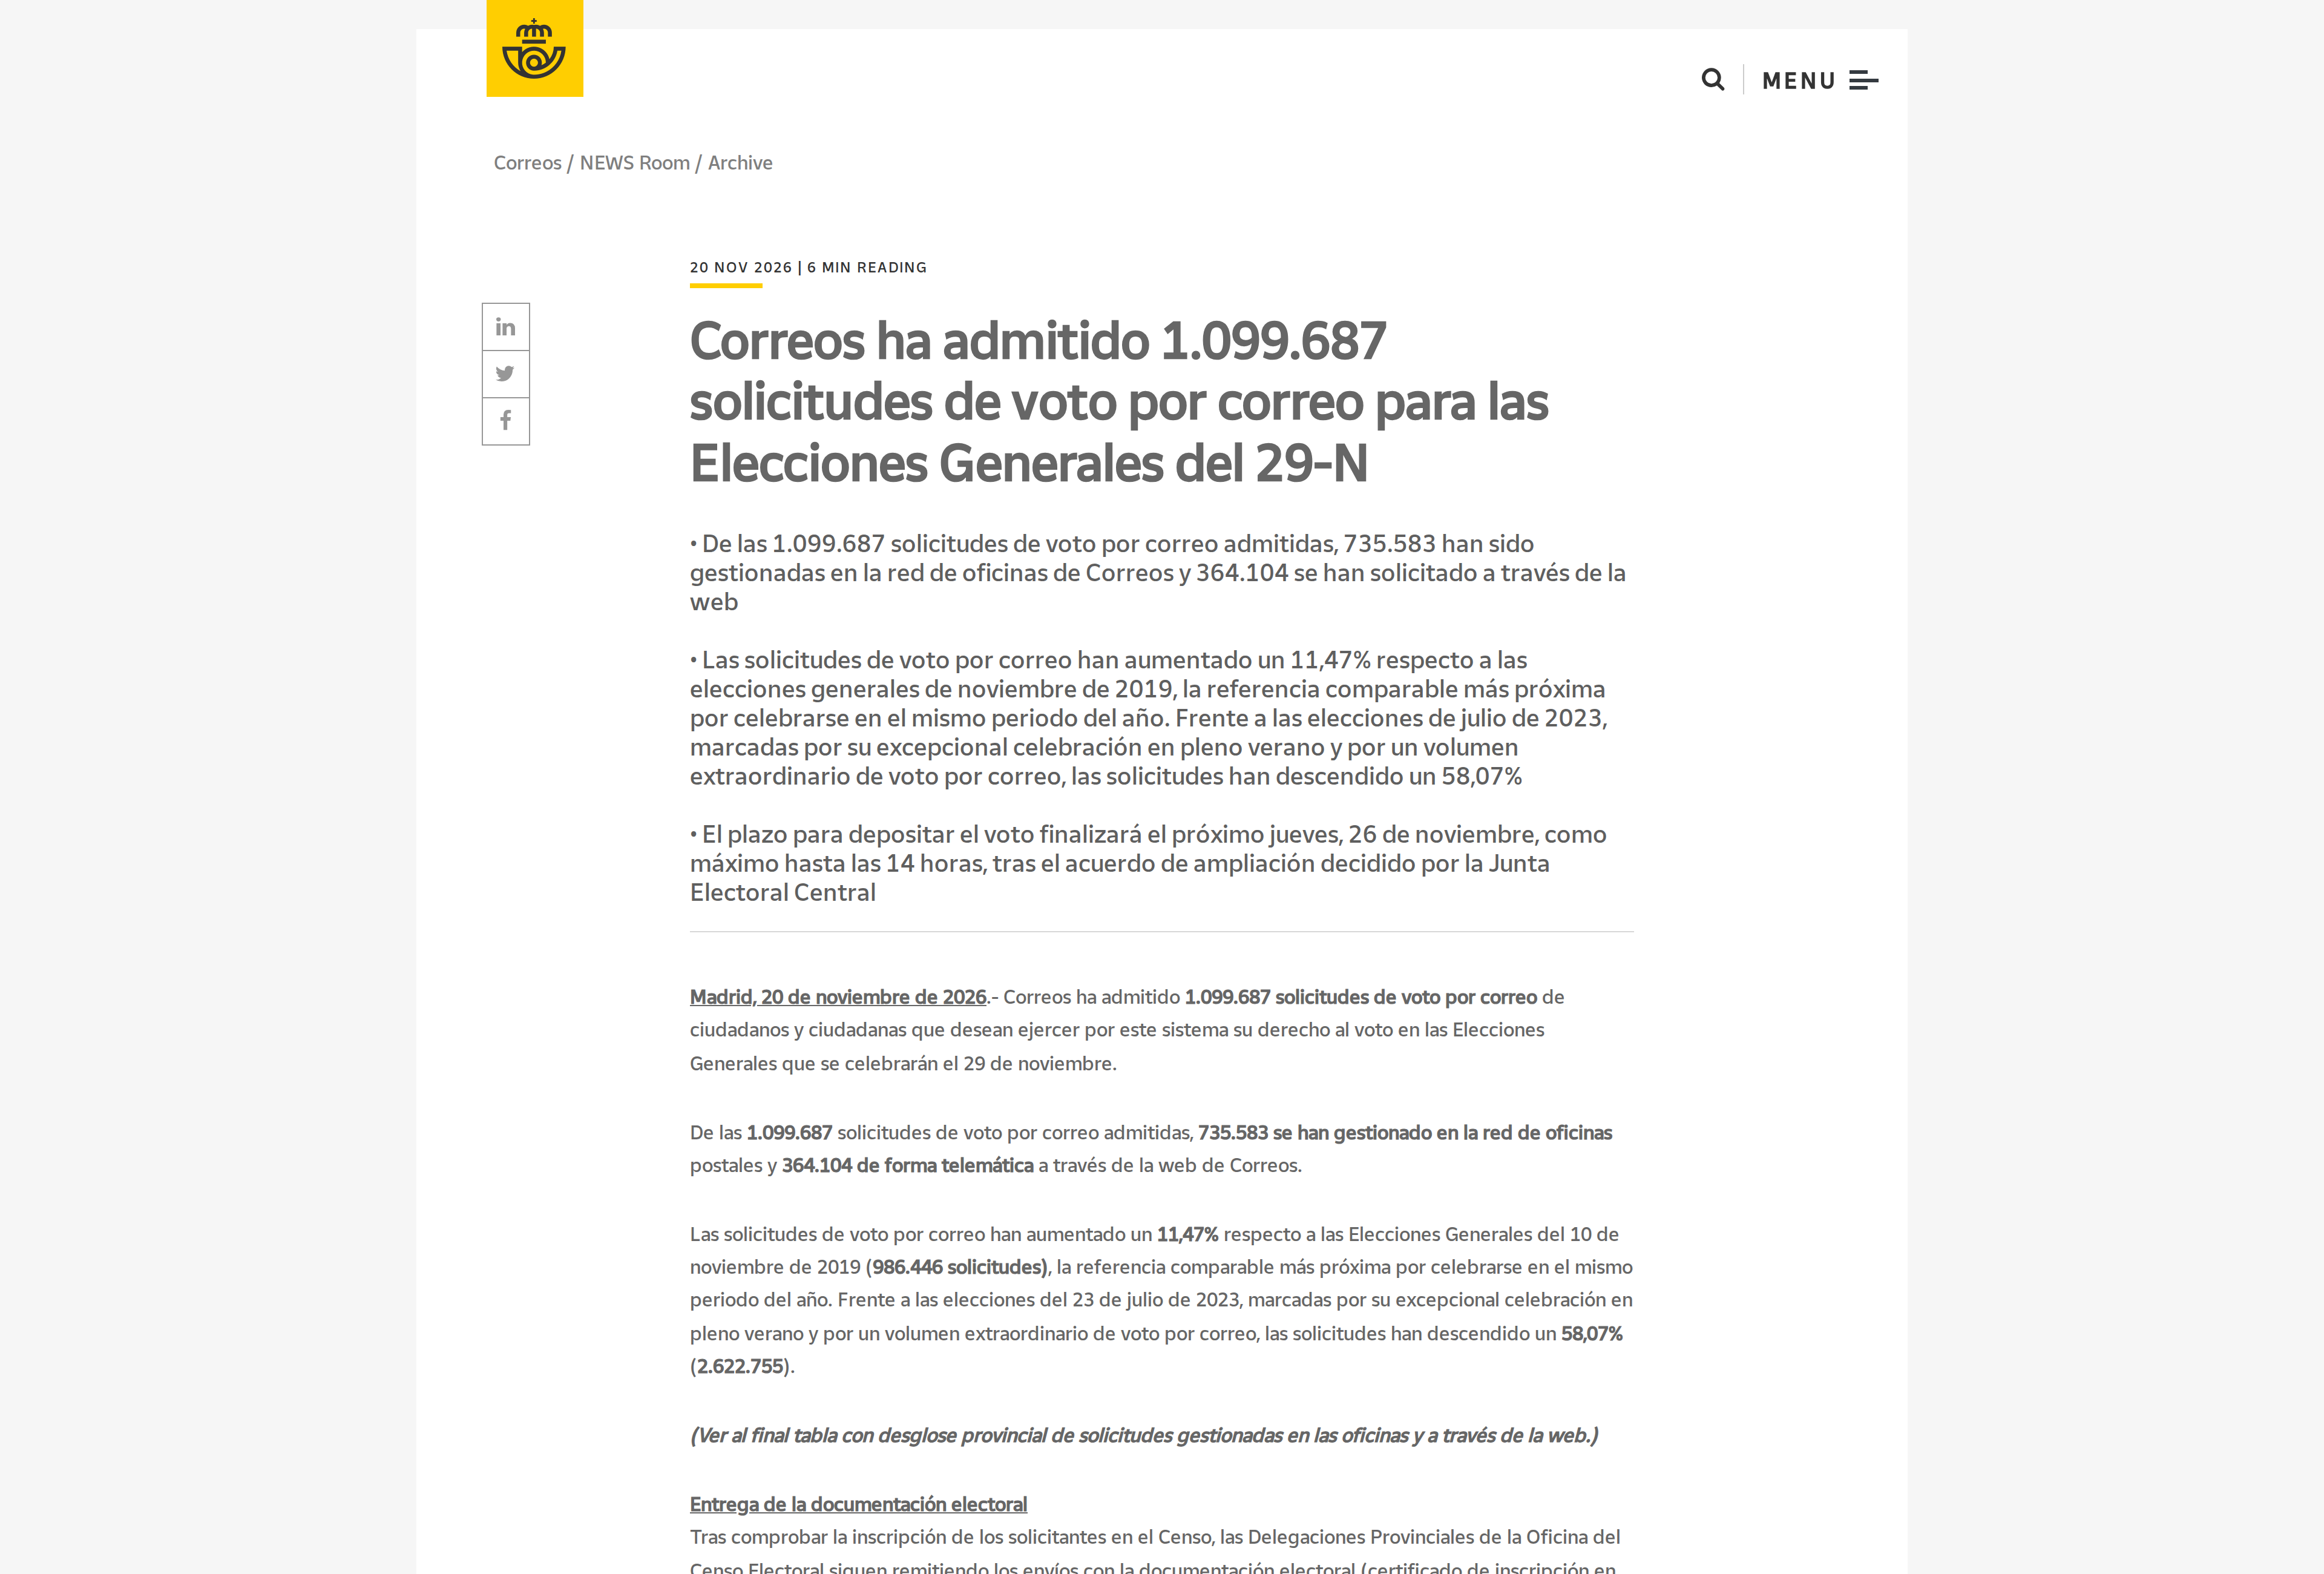 MENU
Correos / NEWS Room / Archive
20 NOV 2026 | 6 MIN READING
Correos ha admitido 1.099.687
solicitudes de voto por correo para las
Elecciones Generales del 29-N
• De las 1.099.687 solicitudes de voto por correo admitidas, 735.583 han sido
gestionadas en la red de oficinas de Correos y 364.104 se han solicitado a través de la
web
• Las solicitudes de voto por correo han aumentado un 11,47% respecto a las
elecciones generales de noviembre de 2019, la referencia comparable más próxima
por celebrarse en el mismo periodo del año. Frente a las elecciones de julio de 2023,
marcadas por su excepcional celebración en pleno verano y por un volumen
extraordinario de voto por correo, las solicitudes han descendido un 58,07%
• El plazo para depositar el voto finalizará el próximo jueves, 26 de noviembre, como
máximo hasta las 14 horas, tras el acuerdo de ampliación decidido por la Junta
Electoral Central
Madrid, 20 de noviembre de 2026.- Correos ha admitido 1.099.687 solicitudes de voto por correo de
ciudadanos y ciudadanas que desean ejercer por este sistema su derecho al voto en las Elecciones
Generales que se celebrarán el 29 de noviembre.
De las 1.099.687 solicitudes de voto por correo admitidas, 735.583 se han gestionado en la red de oficinas
postales y 364.104 de forma telemática a través de la web de Correos.
Las solicitudes de voto por correo han aumentado un 11,47% respecto a las Elecciones Generales del 10 de
noviembre de 2019 (986.446 solicitudes), la referencia comparable más próxima por celebrarse en el mismo
periodo del año. Frente a las elecciones del 23 de julio de 2023, marcadas por su excepcional celebración en
pleno verano y por un volumen extraordinario de voto por correo, las solicitudes han descendido un 58,07%
(2.622.755).
(Ver al final tabla con desglose provincial de solicitudes gestionadas en las oficinas y a través de la web.)
Entrega de la documentación electoral
Tras comprobar la inscripción de los solicitantes en el Censo, las Delegaciones Provinciales de la Oficina del
Censo Electoral siguen remitiendo los envíos con la documentación electoral (certificado de inscripción en